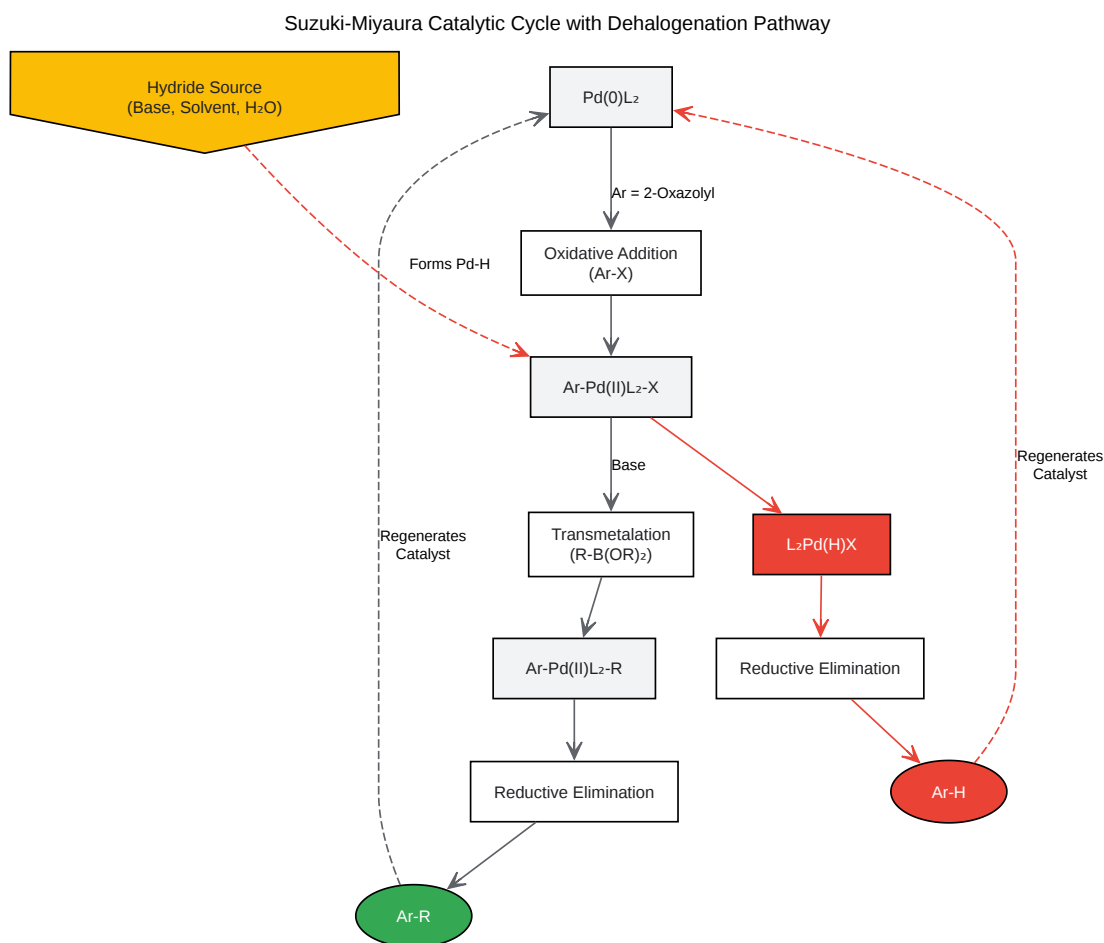 Suzuki-Miyaura Catalytic Cycle with Dehalogenation Pathway
Hydride Source
(Base, Solvent, H₂O)
Pd(0)L₂
Ar = 2-Oxazolyl
Oxidative Addition
(Ar-X)
Forms Pd-H
Ar-Pd(II)L₂-X
Base
Regenerates
Catalyst
Transmetalation
(R-B(OR)₂)
L₂Pd(H)X
Regenerates
Catalyst
Ar-Pd(II)L₂-R
Reductive Elimination
Reductive Elimination
Ar-H
Ar-R